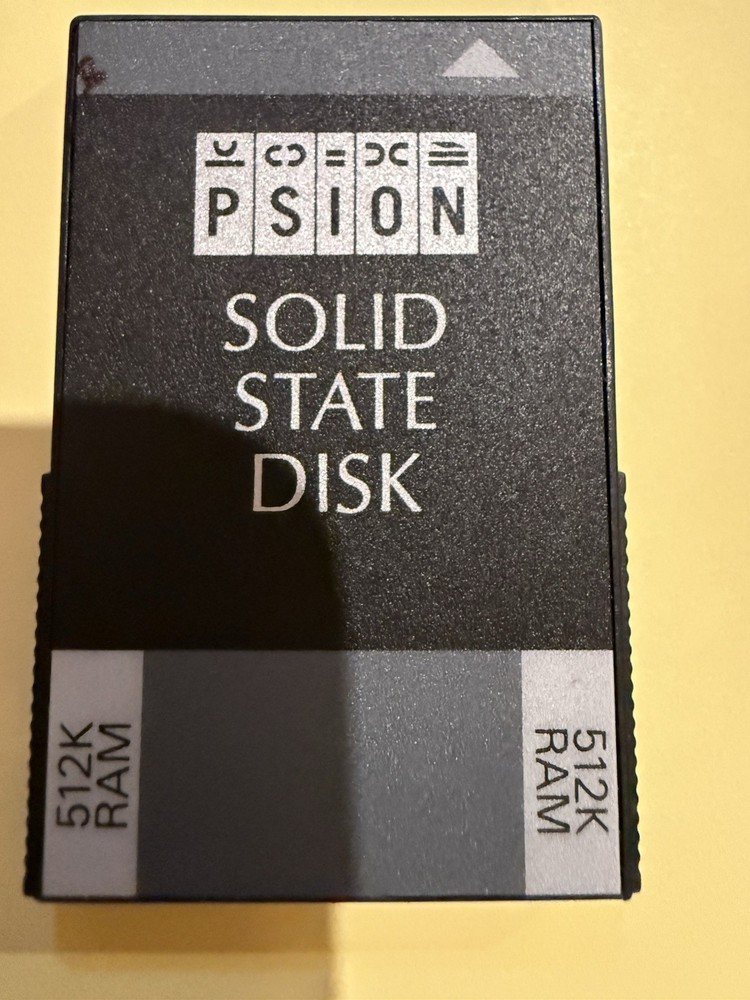 PSION
SOLID
STATE
DISK
512K
RAM
512K
RAM